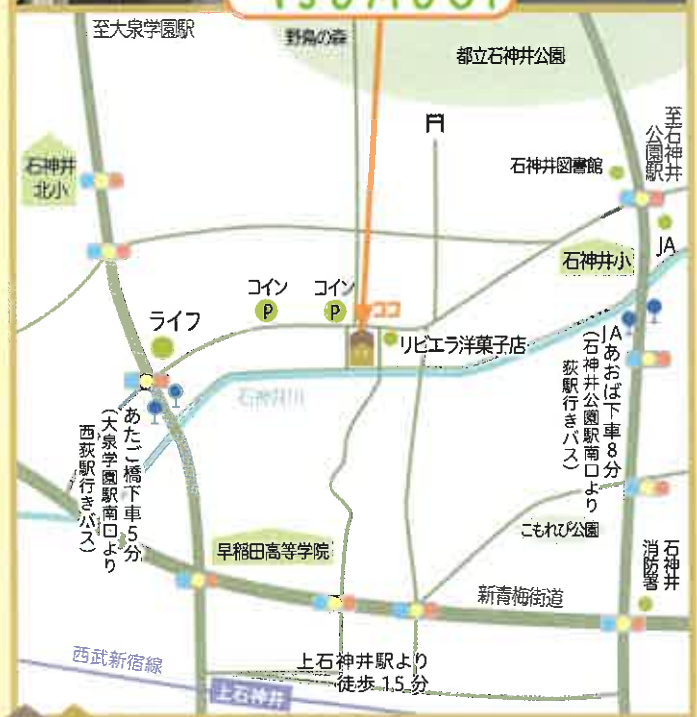 至大泉学園駅
野鳥の森
都立石神井公園
至石神井
公園駅
石神井
北小
石神井図書館
JA
石神井小
コイン
P
コイン
P
ココ
ライフ
リビエラ洋菓子店
石神井川
JAあおば下車8分
(石神井公園駅南口より
荻駅行きバス)
あたご橋下車5分
(大泉学園駅南口より
西荻駅行きバス)
早稲田高等学院
こもれび公園
石神井
消防署
新青梅街道
西武新宿線
上石神井駅より
徒歩15分
上石神井